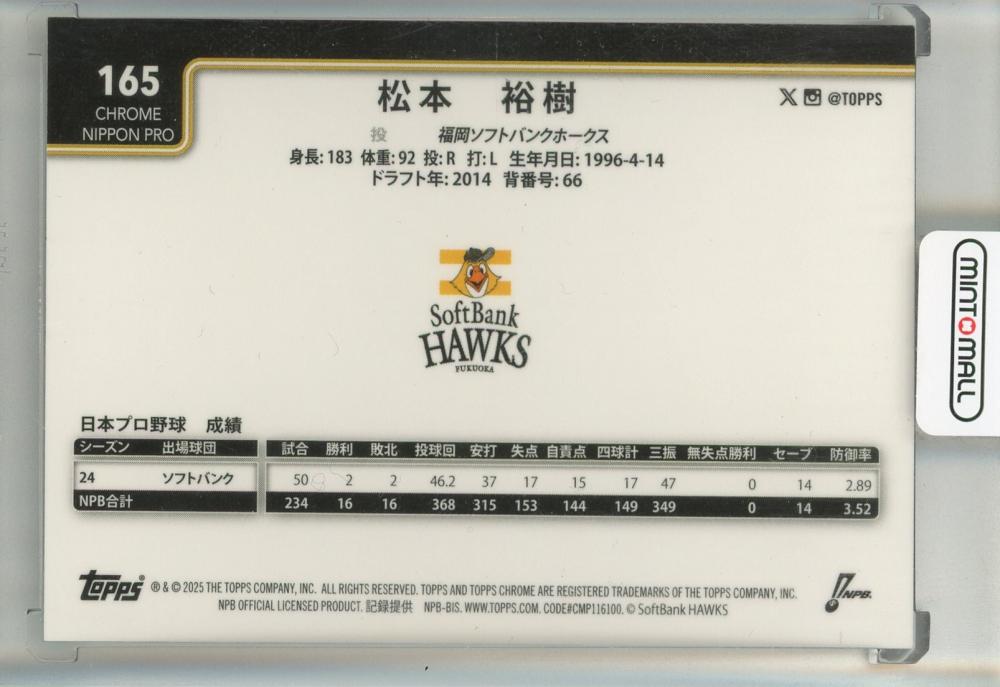 165
CHROME
NIPPON PRO
松本 裕樹
@TOPPS
投 福岡ソフトバンクホークス
身長: 183 体重: 92 投: R 打: L 生年月日: 1996-4-14
ドラフト年: 2014 背番号: 66
SoftBank
HAWKS
FUKUOKA
MINT MALL
日本プロ野球 成績
シーズン 出場球団 試合 勝利 敗北 投球回 安打 失点 自責点 四球計 三振 無失点勝利 セーブ 防御率
24 ソフトバンク 50 2 2 46.2 37 17 15 17 47 0 14 2.89
NPB合計 234 16 16 368 315 153 144 149 349 0 14 3.52
Topps ® & © 2025 THE TOPPS COMPANY, INC. ALL RIGHTS RESERVED. TOPPS AND TOPPS CHROME ARE REGISTERED TRADEMARKS OF THE TOPPS COMPANY, INC.
NPB OFFICIAL LICENSED PRODUCT. 記録提供 NPB-BIS. WWW.TOPPS.COM. CODE#CMP116100. © SoftBank HAWKS
NPB.